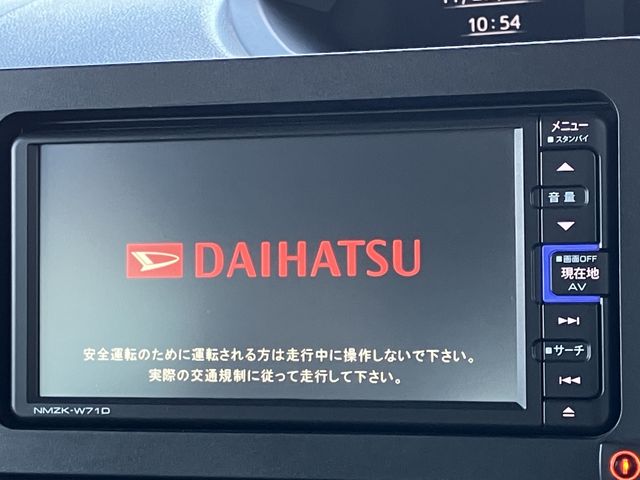 10:54
メニュー
■スタンバイ
音量
■画面OFF
現在地
AV
DAIHATSU
■サーチ
安全運転のために運転される方は走行中に操作しないで下さい。
実際の交通規制に従って走行して下さい。
NMZK-W71D